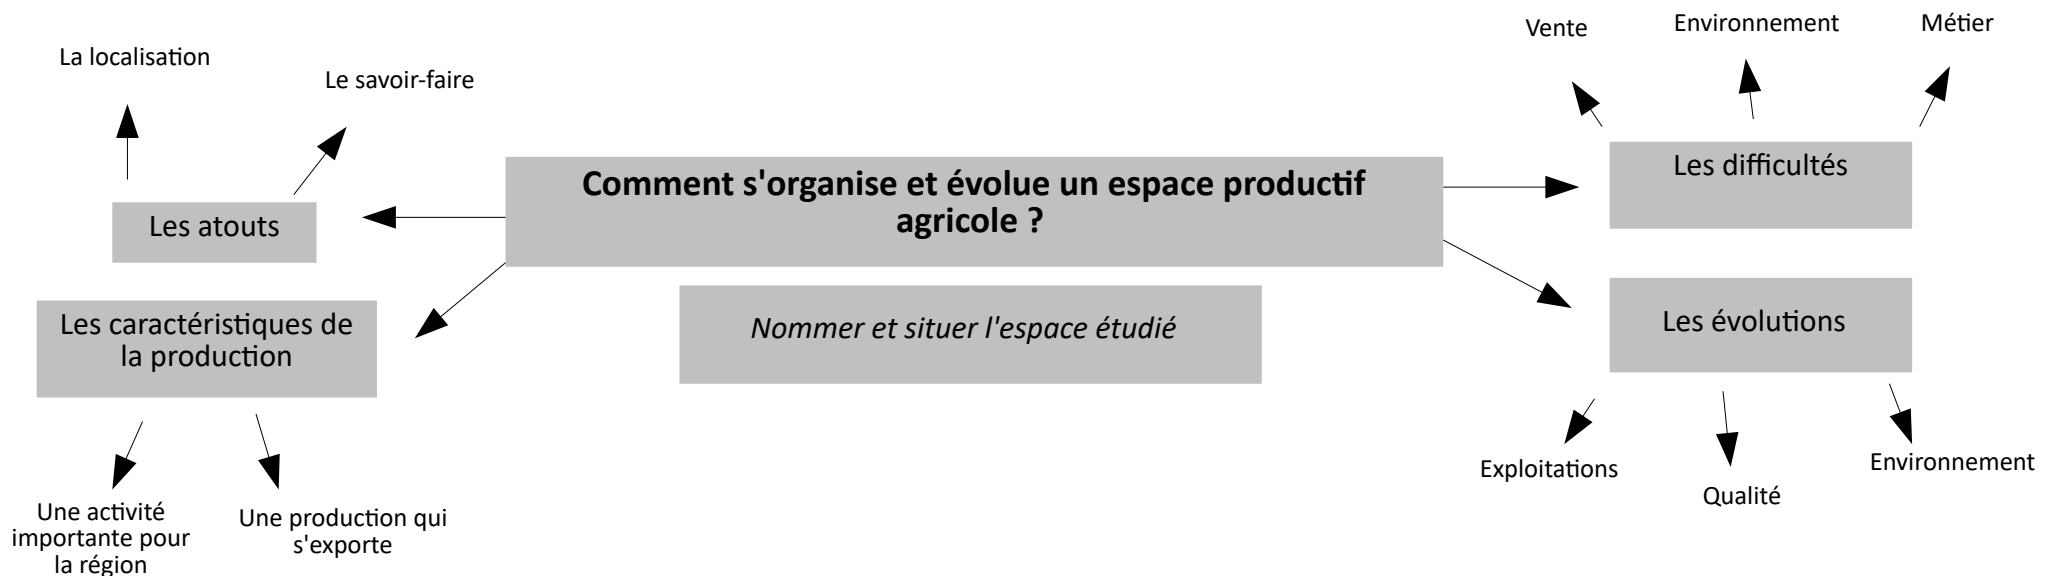 La localisation
Le savoir-faire
Vente
Environnement
Métier
Les atouts
Comment s'organise et évolue un espace productif
agricole ?
Les difficultés
Les caractéristiques de
la production
Nommer et situer l'espace étudié
Les évolutions
Une activité
importante pour
la région
Une production qui
s'exporte
Exploitations
Qualité
Environnement